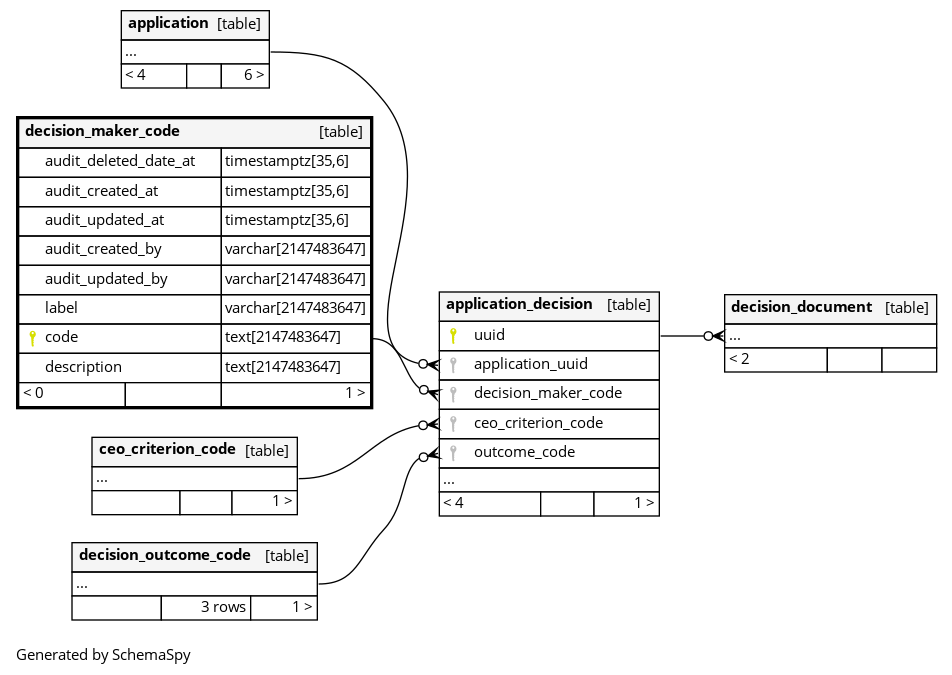 application [table]
...
< 4 6 >
decision_maker_code [table]
audit_deleted_date_at timestamptz[35,6]
audit_created_at timestamptz[35,6]
audit_updated_at timestamptz[35,6]
audit_created_by varchar[2147483647]
audit_updated_by varchar[2147483647]
label varchar[2147483647]
code text[2147483647]
description text[2147483647]
< 0 1 >
ceo_criterion_code [table]
...
1 >
decision_outcome_code [table]
...
3 rows 1 >
application_decision [table]
uuid
application_uuid
decision_maker_code
ceo_criterion_code
outcome_code
...
< 4 1 >
decision_document [table]
...
< 2
Generated by SchemaSpy